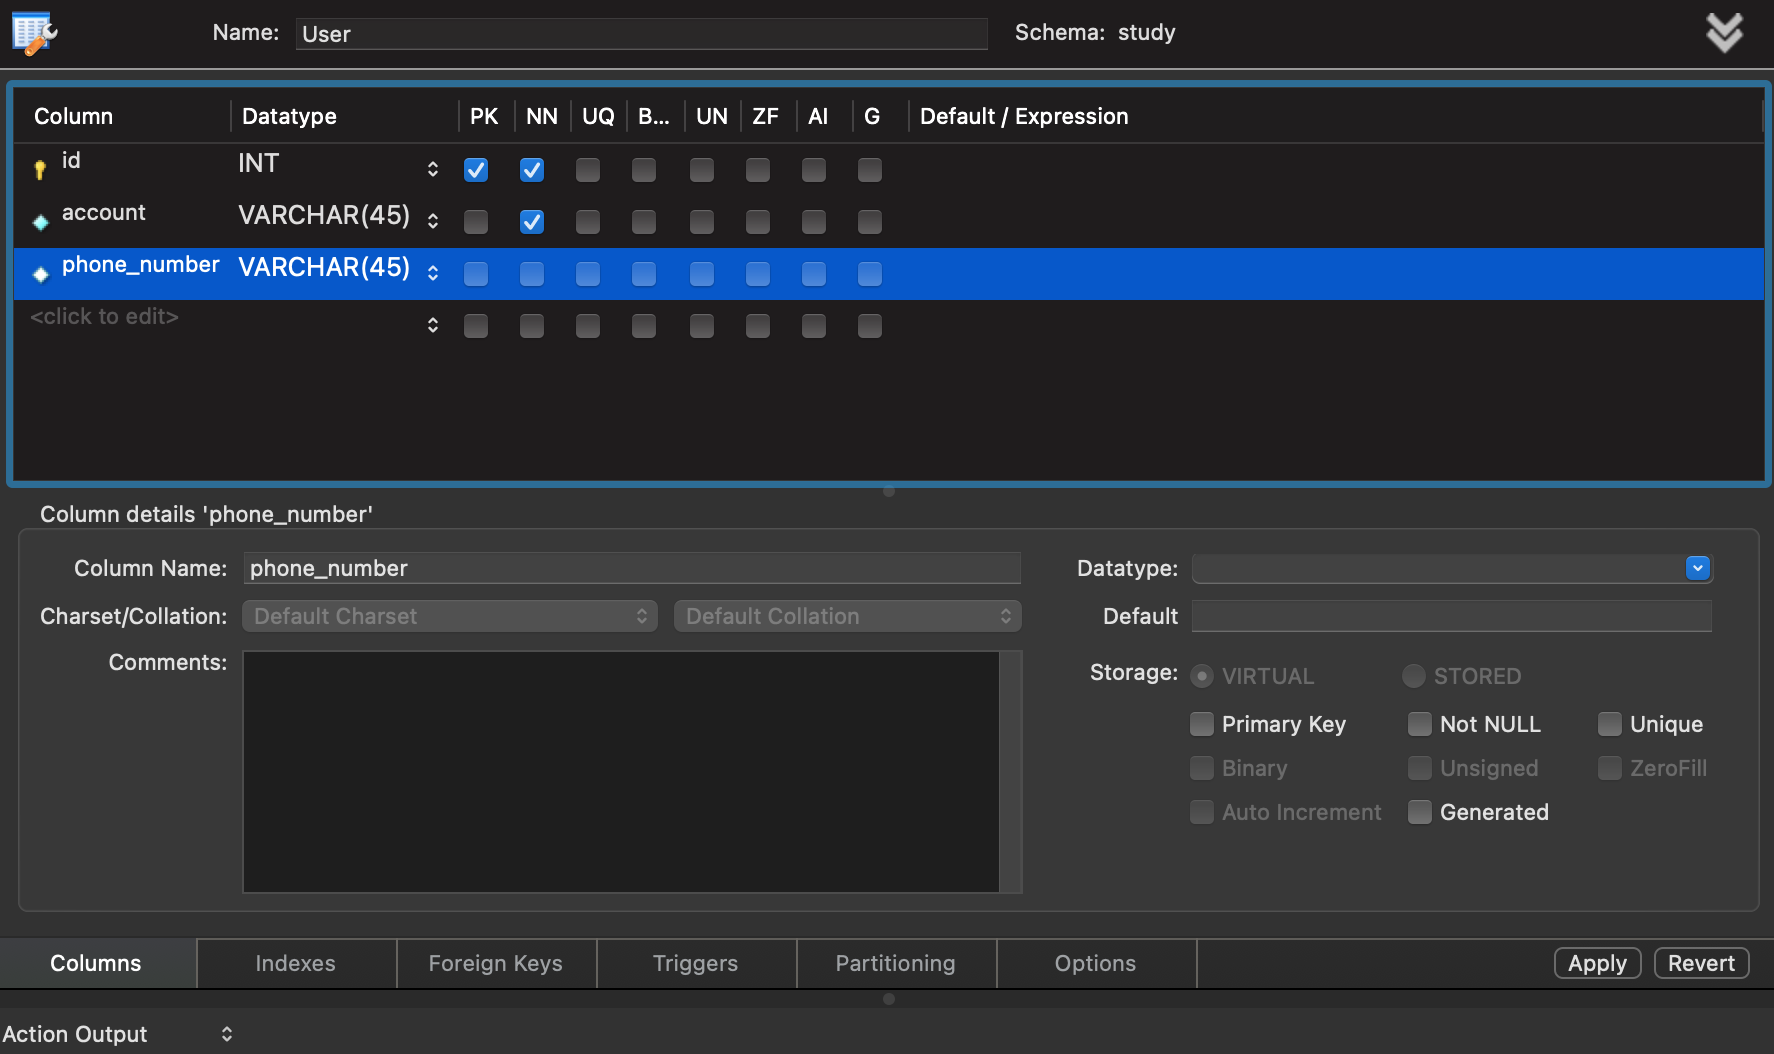 Name: User Schema: study
Column Datatype PK NN UQ B... UN ZF AI G Default / Expression
id INT
account VARCHAR(45)
phone_number VARCHAR(45)
<click to edit>
Column details 'phone_number'
Column Name: phone_number Datatype:
Charset/Collation: Default Charset Default Collation Default
Comments: Storage: VIRTUAL STORED
Primary Key Not NULL Unique
Binary Unsigned ZeroFill
Auto Increment Generated
Columns Indexes Foreign Keys Triggers Partitioning Options Apply Revert
Action Output